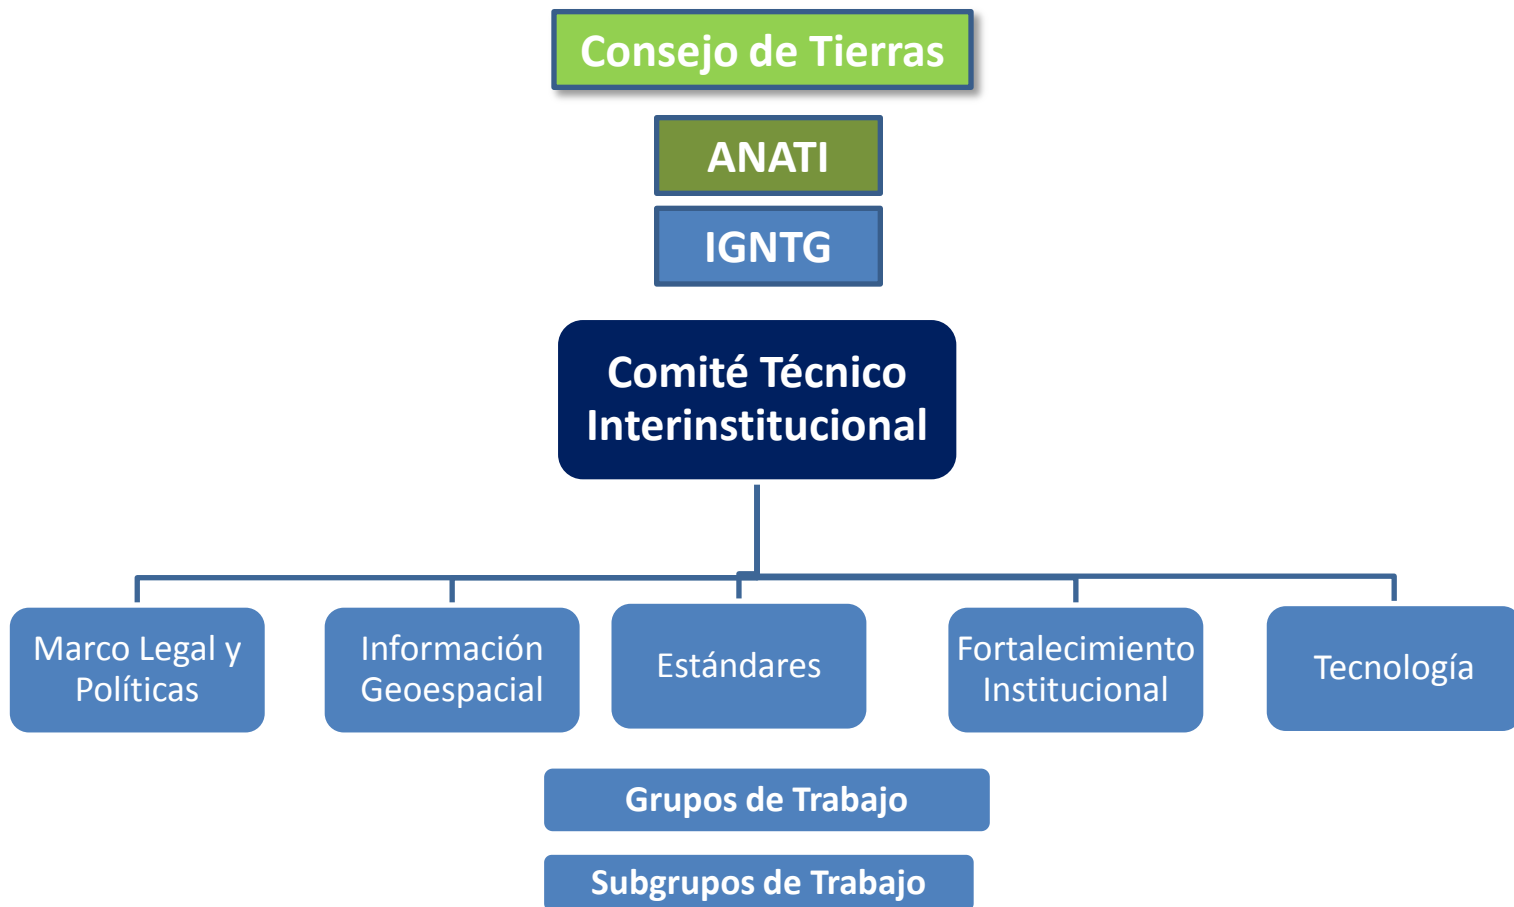 Consejo de Tierras
ANATI
IGNTG
Comité Técnico
Interinstitucional
Marco Legal y
Políticas
Información
Geoespacial
Estándares
Fortalecimiento
Institucional
Tecnología
Grupos de Trabajo
Subgrupos de Trabajo